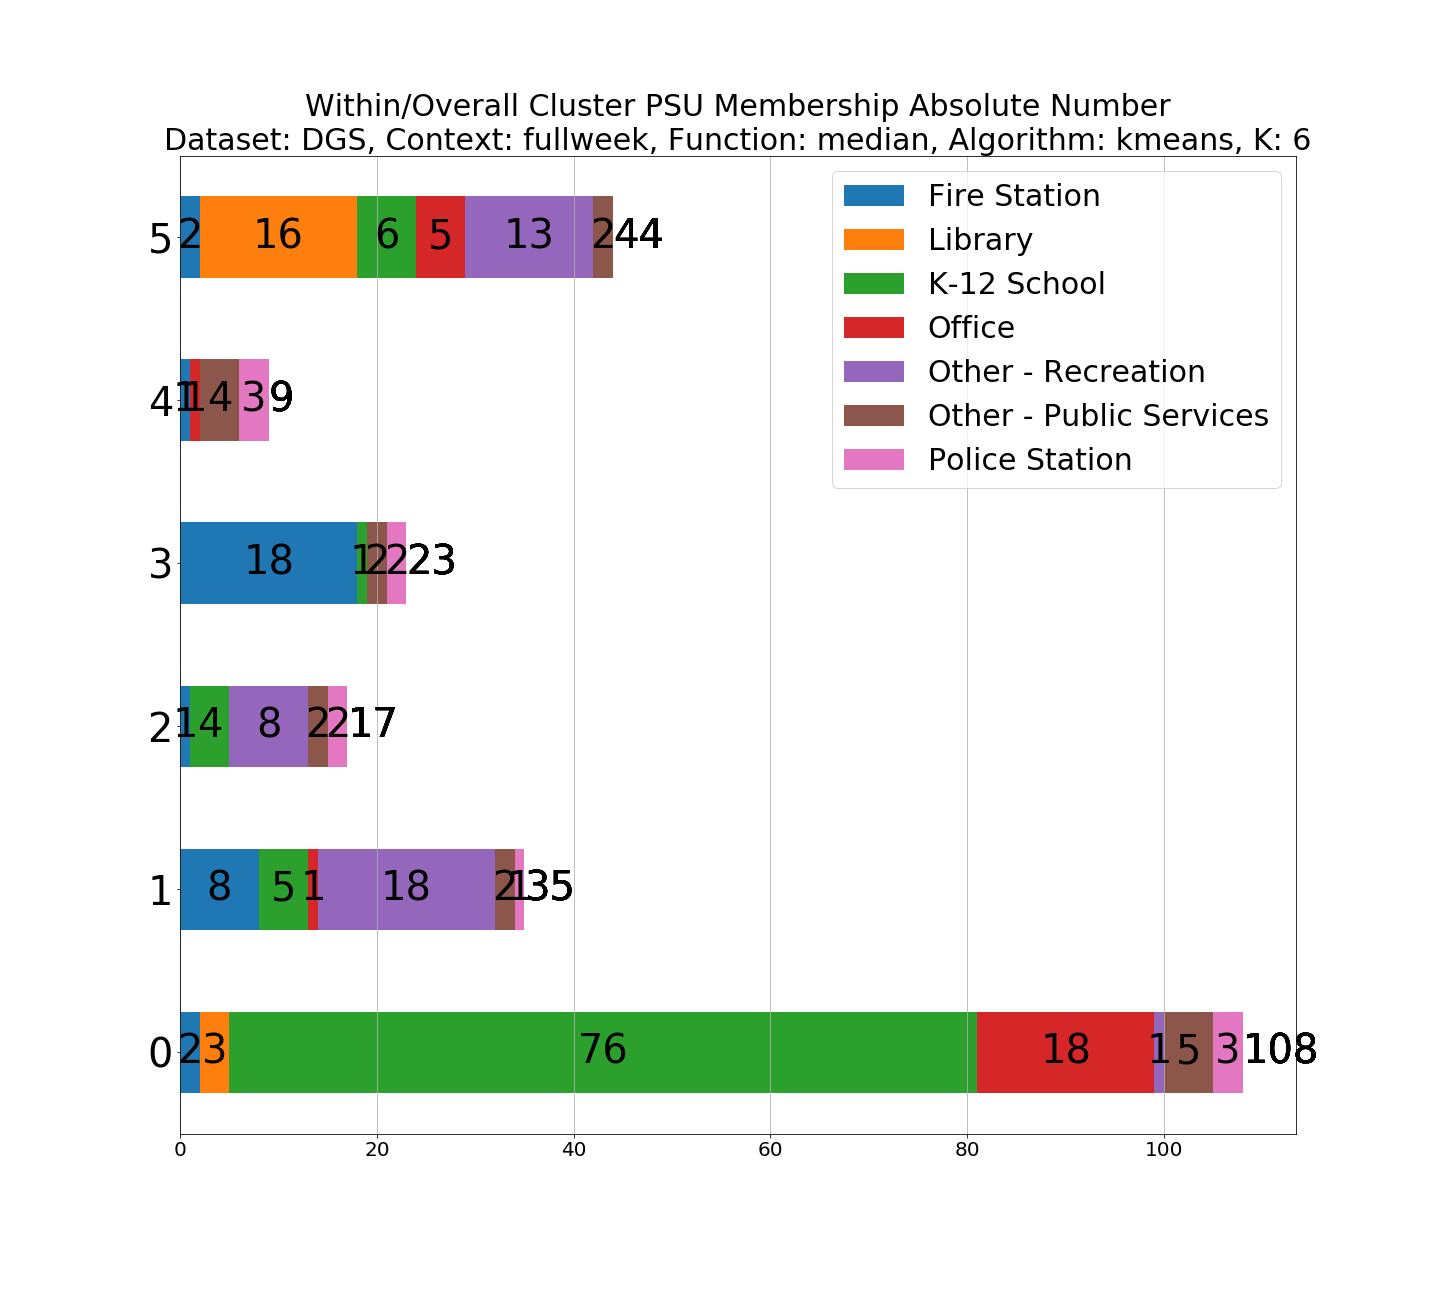 Within/Overall Cluster PSU Membership Absolute Number
Dataset: DGS, Context: fullweek, Function: median, Algorithm: kmeans, K: 6
Fire Station
Library
K-12 School
Office
Other - Recreation
Other - Public Services
Police Station
5 2 16 6 5 13 2 44
4 1 1 4 3 9
3 18 1 2 2 23
2 1 4 8 2 2 17
1 8 5 1 18 2 1 35
0 2 3 76 18 1 5 3 108
0 20 40 60 80 100